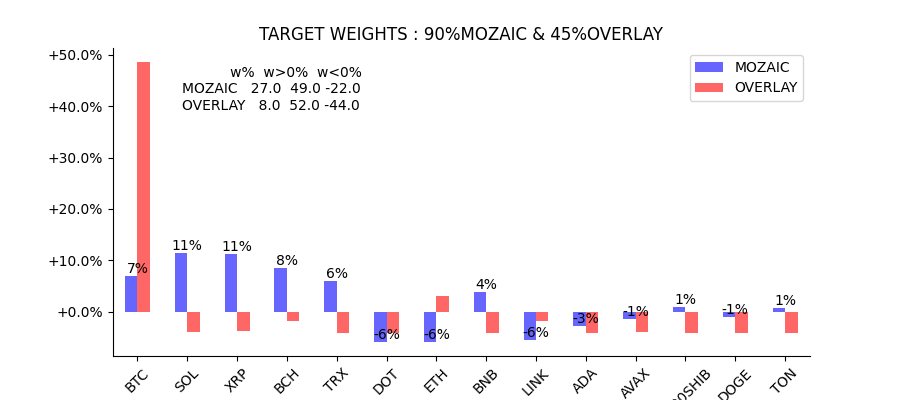 TARGET WEIGHTS : 90%MOZAIC & 45%OVERLAY
+50.0%
+40.0%
+30.0%
+20.0%
+10.0%
+0.0%
w% w>0% w<0%
MOZAIC 27.0 49.0 -22.0
OVERLAY 8.0 52.0 -44.0
MOZAIC
OVERLAY
7%
11%
11%
8%
6%
-6%
-6%
4%
-6%
-3%
-1%
1%
-1%
1%
BTC
SOL
XRP
BCH
TRX
DOT
ETH
BNB
LINK
ADA
AVAX
DOGE
TON